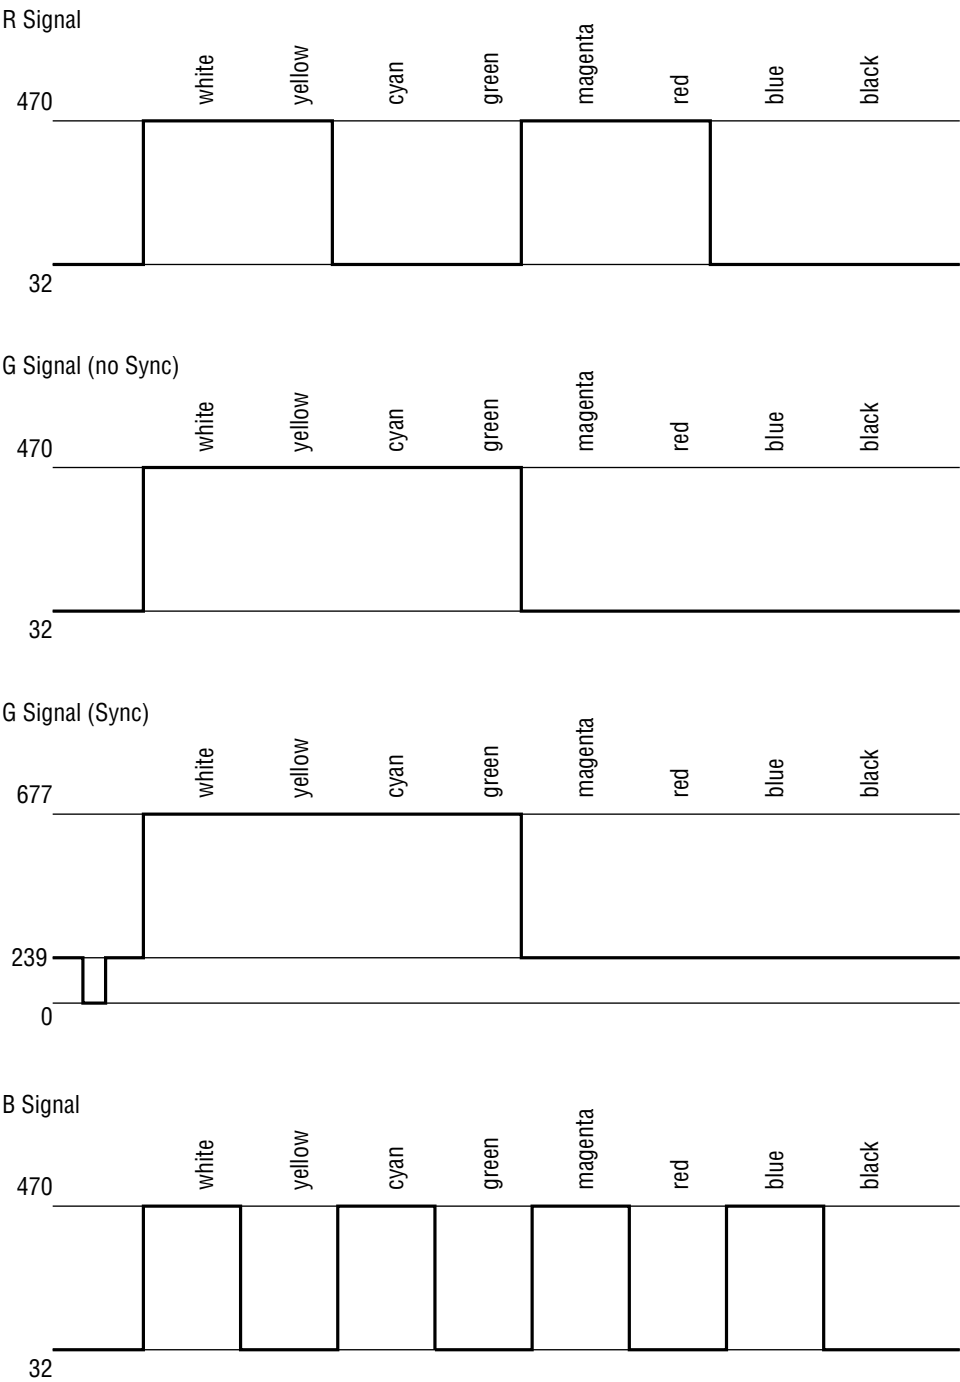 R Signal
white yellow cyan green magenta red blue black
470
32
G Signal (no Sync)
white yellow cyan green magenta red blue black
470
32
G Signal (Sync)
white yellow cyan green magenta red blue black
677
239
0
B Signal
white yellow cyan green magenta red blue black
470
32